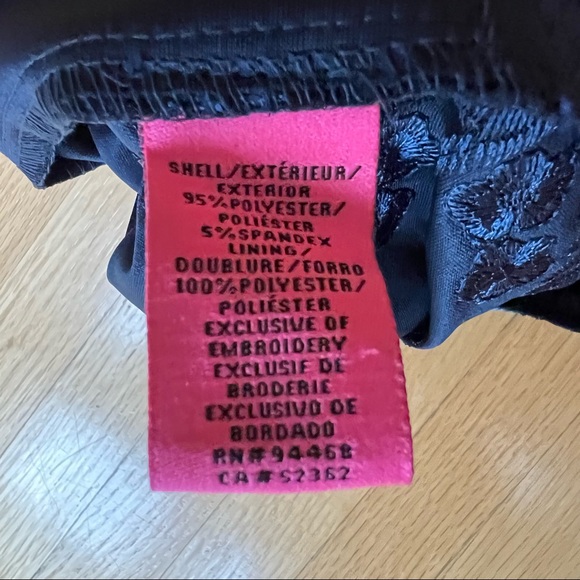 SHELL/EXTÉRIEUR/
EXTERIOR
95%POLYESTER/
POLIÉSTER
5%SPANDEX
LINING/
DOUBLURE/FORRO
100%POLYESTER/
POLIÉSTER
EXCLUSIVE OF
EMBROIDERY
EXCLUSIF DE
BRODERIE
EXCLUSIVO DE
BORDADO
RN#94468
CA#52362